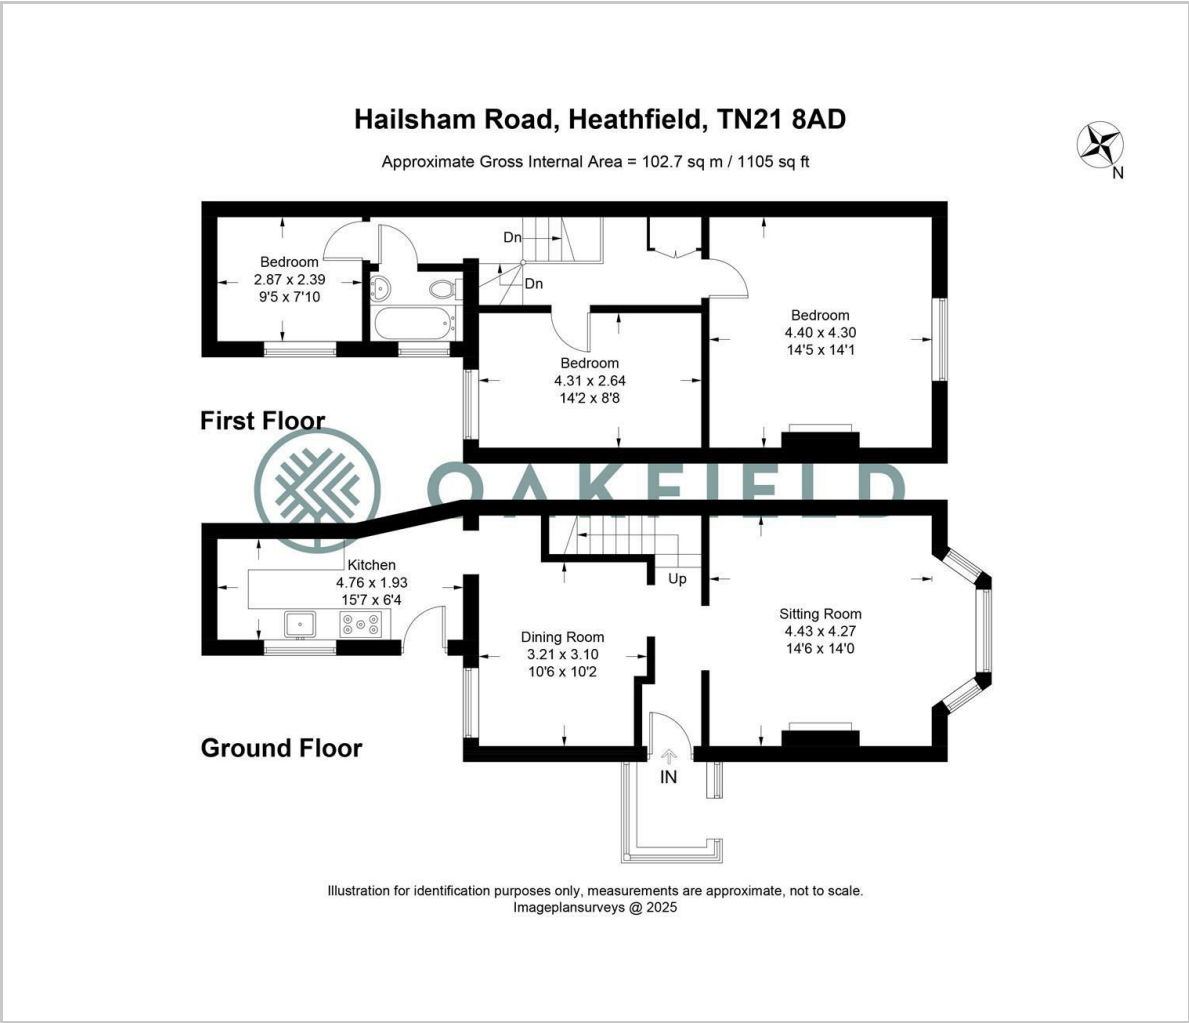 Hailsham Road, Heathfield, TN21 8AD
Approximate Gross Internal Area = 102.7 sq m / 1105 sq ft
N
Bedroom
2.87 x 2.39
9'5 x 7'10
Dn
Dn
Bedroom
4.31 x 2.64
14'2 x 8'8
Bedroom
4.40 x 4.30
14'5 x 14'1
First Floor
OAKFIELD
Kitchen
4.76 x 1.93
15'7 x 6'4
Up
Dining Room
3.21 x 3.10
10'6 x 10'2
Sitting Room
4.43 x 4.27
14'6 x 14'0
Ground Floor
IN
Illustration for identification purposes only, measurements are approximate, not to scale.
Imageplansurveys @ 2025